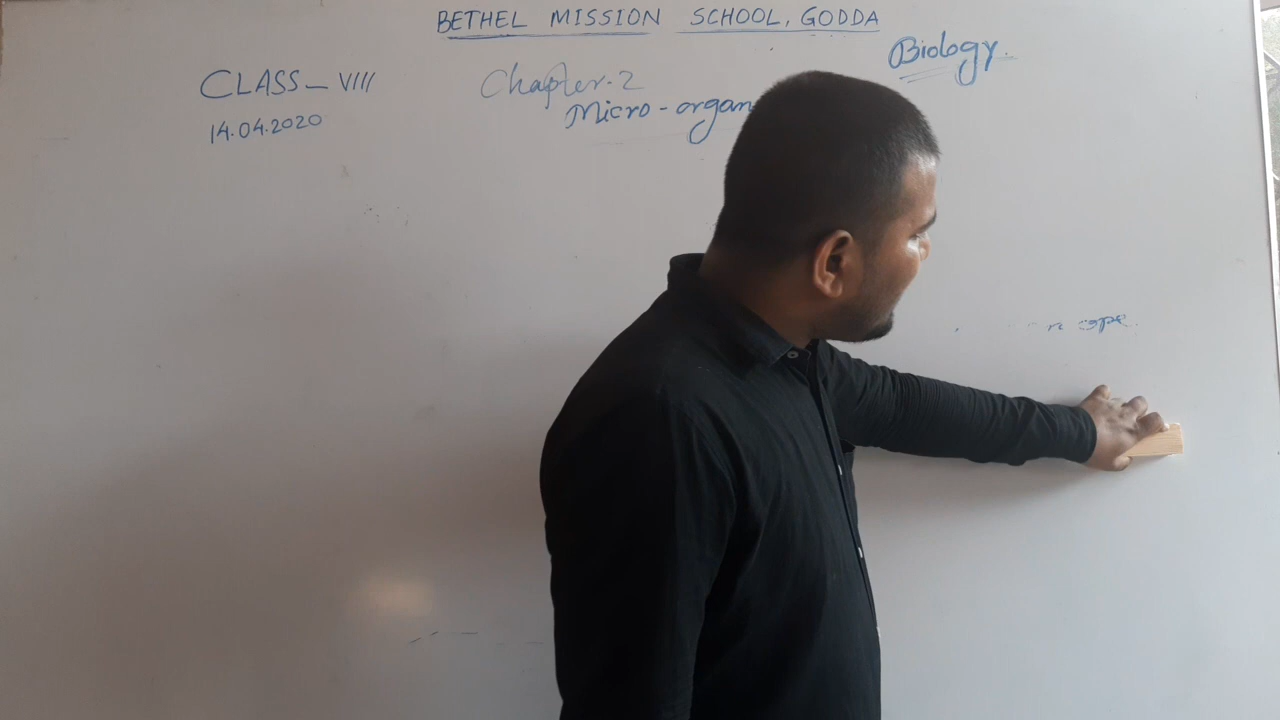 BETHEL MISSION SCHOOL, GODDA
Biology.
CLASS - VIII
Chapter-2
14.04.2020
Micro-organ